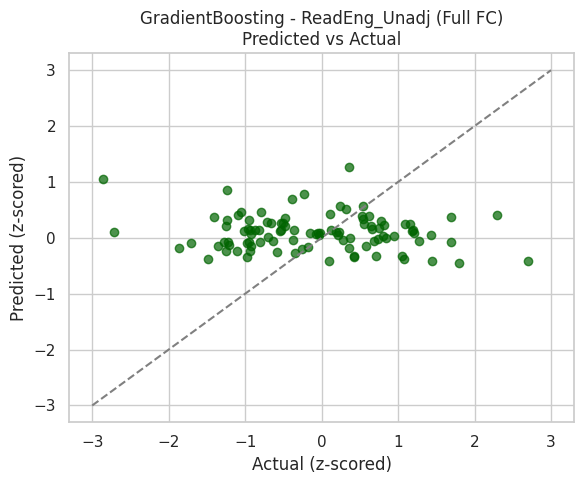 GradientBoosting - ReadEng_Unadj (Full FC)
Predicted vs Actual
Predicted (z-scored)
3
2
1
0
−1
−2
−3
−3 −2 −1 0 1 2 3
Actual (z-scored)